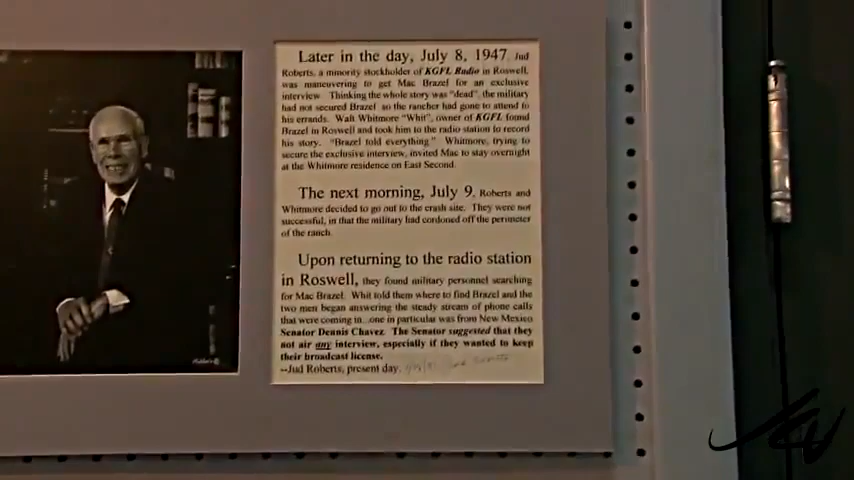 Later in the day, July 8, 1947, Jud
Roberts, a minority stockholder of KGFL Radio in Roswell,
was maneuvering to get Mac Brazel for an exclusive
interview. Thinking the whole story was "dead", the military
had not secured Brazel so the rancher had gone to attend to
his errands. Walt Whitmore "Whit", owner of KGFL found
Brazel in Roswell and took him to the radio station to record
his story. "Brazel told everything." Whitmore, trying to
secure the exclusive interview, invited Mac to stay overnight
at the Whitmore residence on East Second.
The next morning, July 9, Roberts and
Whitmore decided to go out to the crash site. They were not
successful, in that the military had cordoned off the perimeter
of the ranch.
Upon returning to the radio station
in Roswell, they found military personnel searching
for Mac Brazel. Whit told them where to find Brazel and the
two men began answering the steady stream of phone calls
that were coming in...one in particular was from New Mexico
Senator Dennis Chavez. The Senator suggested that they
not air any interview, especially if they wanted to keep
their broadcast license.
--Jud Roberts, present day.